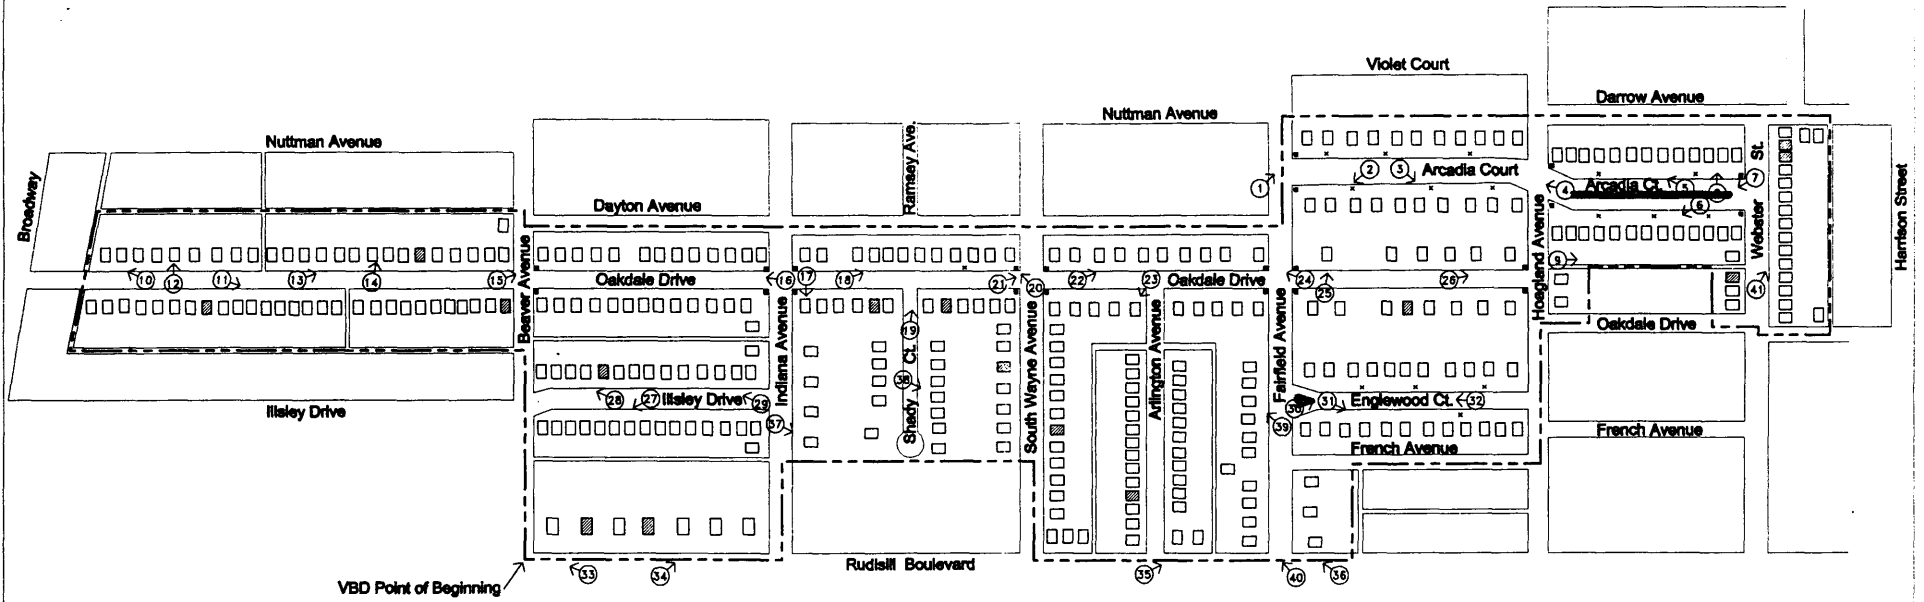 Violet Court
Darrow Avenue
Nuttman Avenue
Nuttman Avenue
Ramsey Ave.
Broadway
Harrison Street
Webster St.
2
3
Arcadia Court
1
4
Arcadia Ct.
5
7
6
Dayton Avenue
Beaver Avenue
Hoagland Avenue
9
10
12
11
13
14
15
Oakdale Drive
16
17
18
21
20
22
23
Oakdale Drive
24
25
26
41
Oakdale Drive
19
Indiana Avenue
Shady Ct.
South Wayne Avenue
Arlington Avenue
Fairfield Avenue
38
Illsley Drive
28
27
Illsley Drive
29
37
30
31
Englewood Ct.
32
39
French Avenue
French Avenue
Rudisill Boulevard
VBD Point of Beginning
33
34
35
40
36